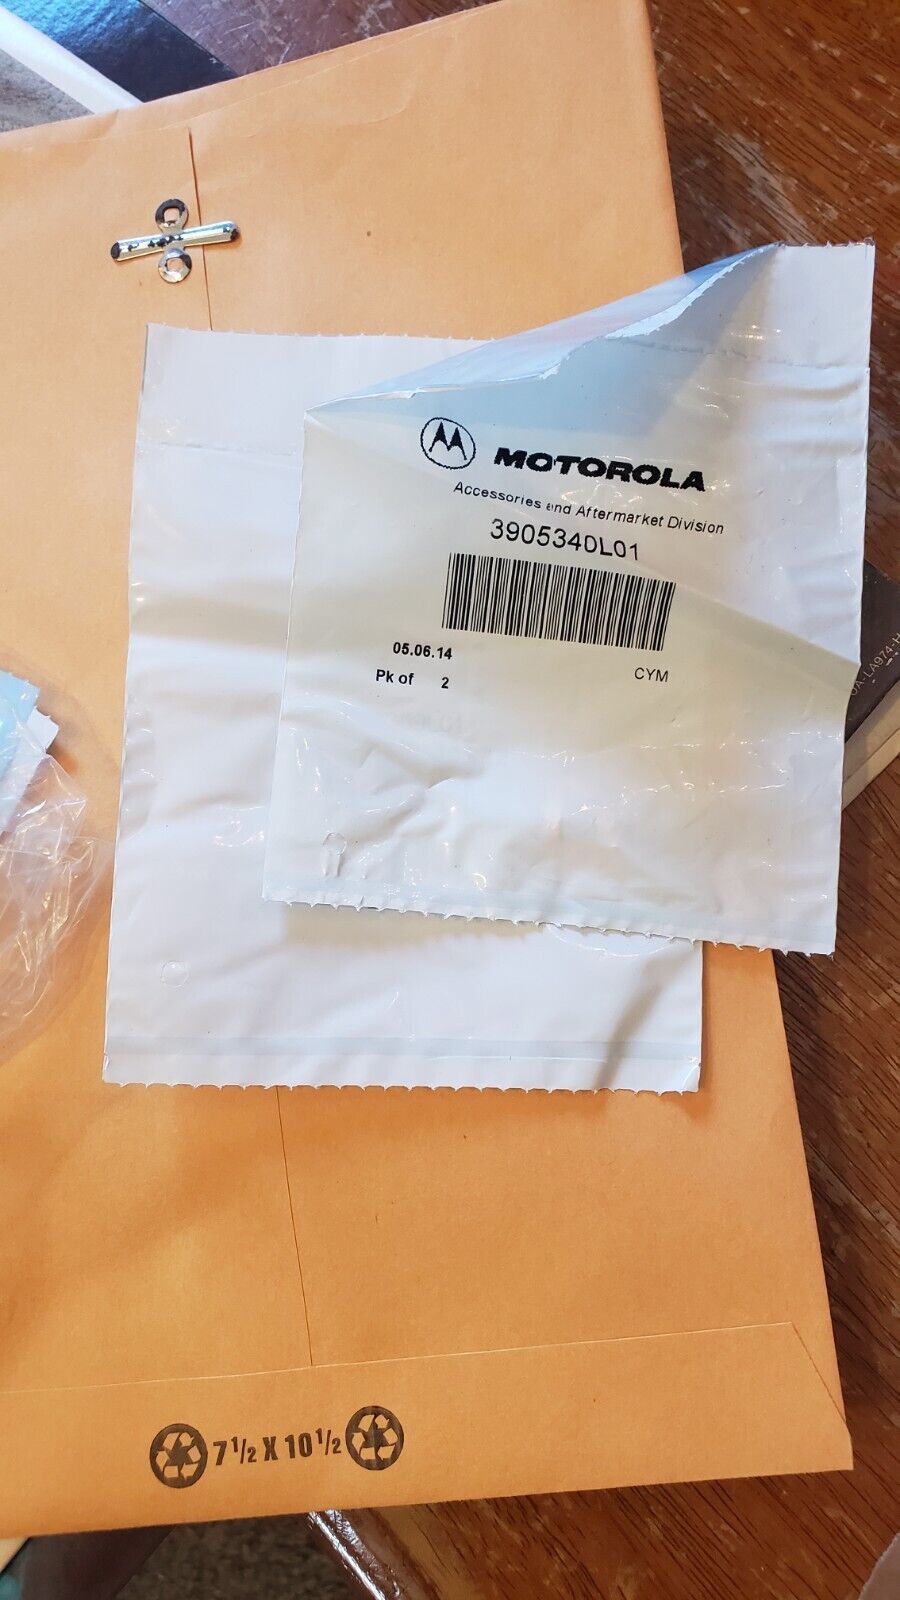 MOTOROLA
Accessories and Aftermarket Division
3905340L01
05.06.14
Pk of 2
CYM
LA974-H
7 1/2 X 10 1/2